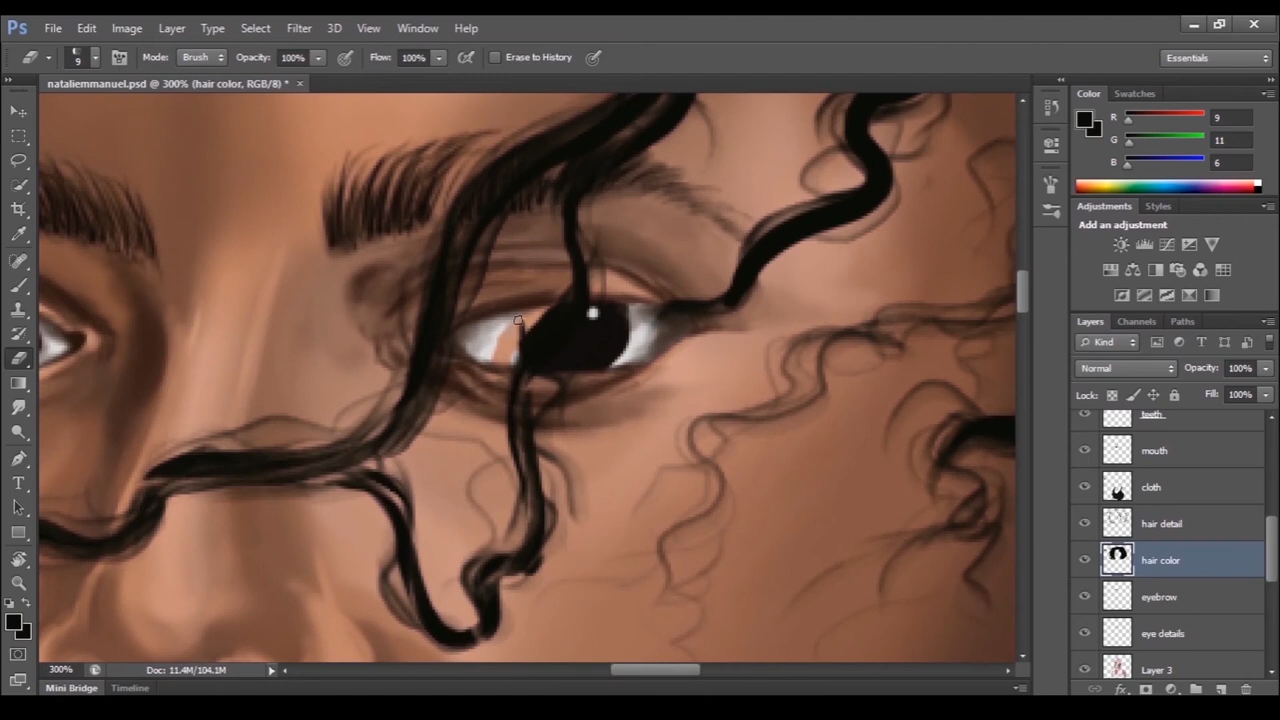 Ps File Edit Image Layer Type Select Filter 3D View Window Help
9 Mode: Brush Opacity: 100% Flow: 100% Erase to History Essentials
nataliemmanuel.psd @ 300% (hair color, RGB/8) * ×
Color Swatches
R 9
G 11
B 6
Adjustments Styles
Add an adjustment
Layers Channels Paths
Kind
Normal Opacity: 100%
Lock: Fill: 100%
teeth
mouth
cloth
hair detail
hair color
eyebrow
eye details
Layer 3
300% Doc: 11.4M/104.1M
Mini Bridge Timeline